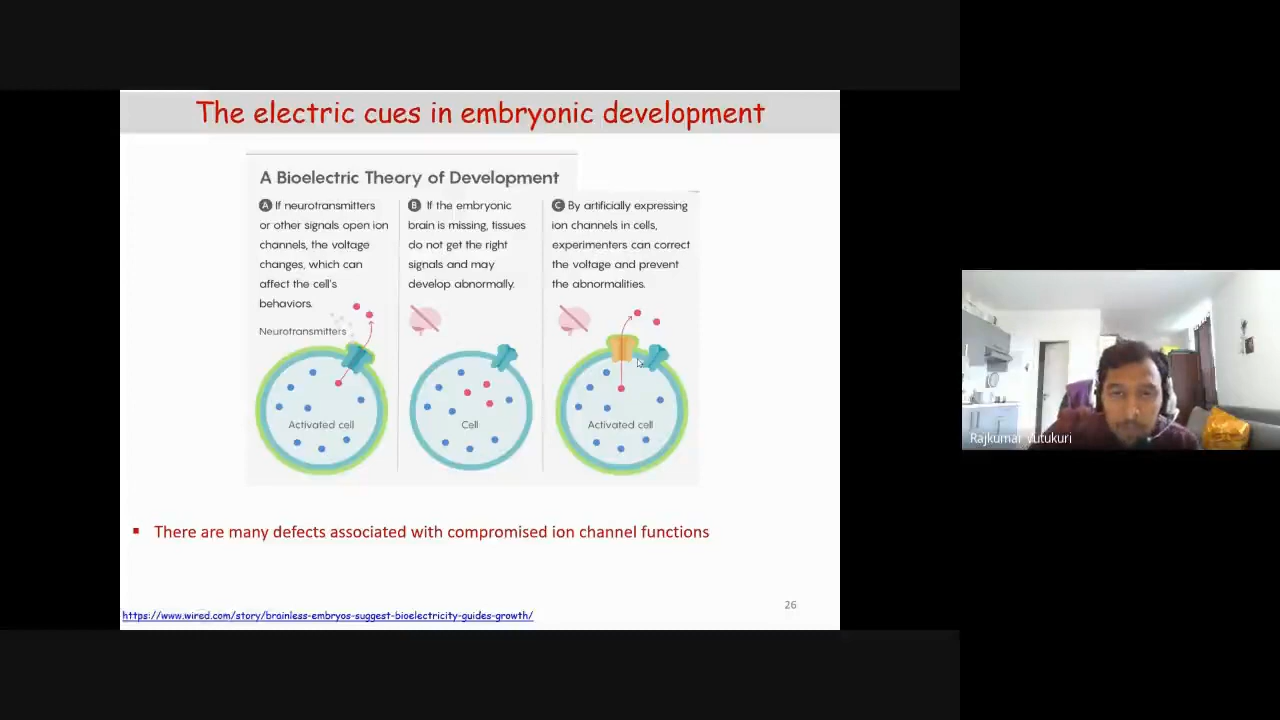 The electric cues in embryonic development
A Bioelectric Theory of Development
A If neurotransmitters
or other signals open ion
channels, the voltage
changes, which can
affect the cell's
behaviors.
Neurotransmitters
Activated cell
B If the embryonic
brain is missing, tissues
do not get the right
signals and may
develop abnormally.
Cell
C By artificially expressing
ion channels in cells,
experimenters can correct
the voltage and prevent
the abnormalities.
Activated cell
▪ There are many defects associated with compromised ion channel functions
26
https://www.wired.com/story/brainless-embryos-suggest-bioelectricity-guides-growth/
Rajkumar Vutukuri